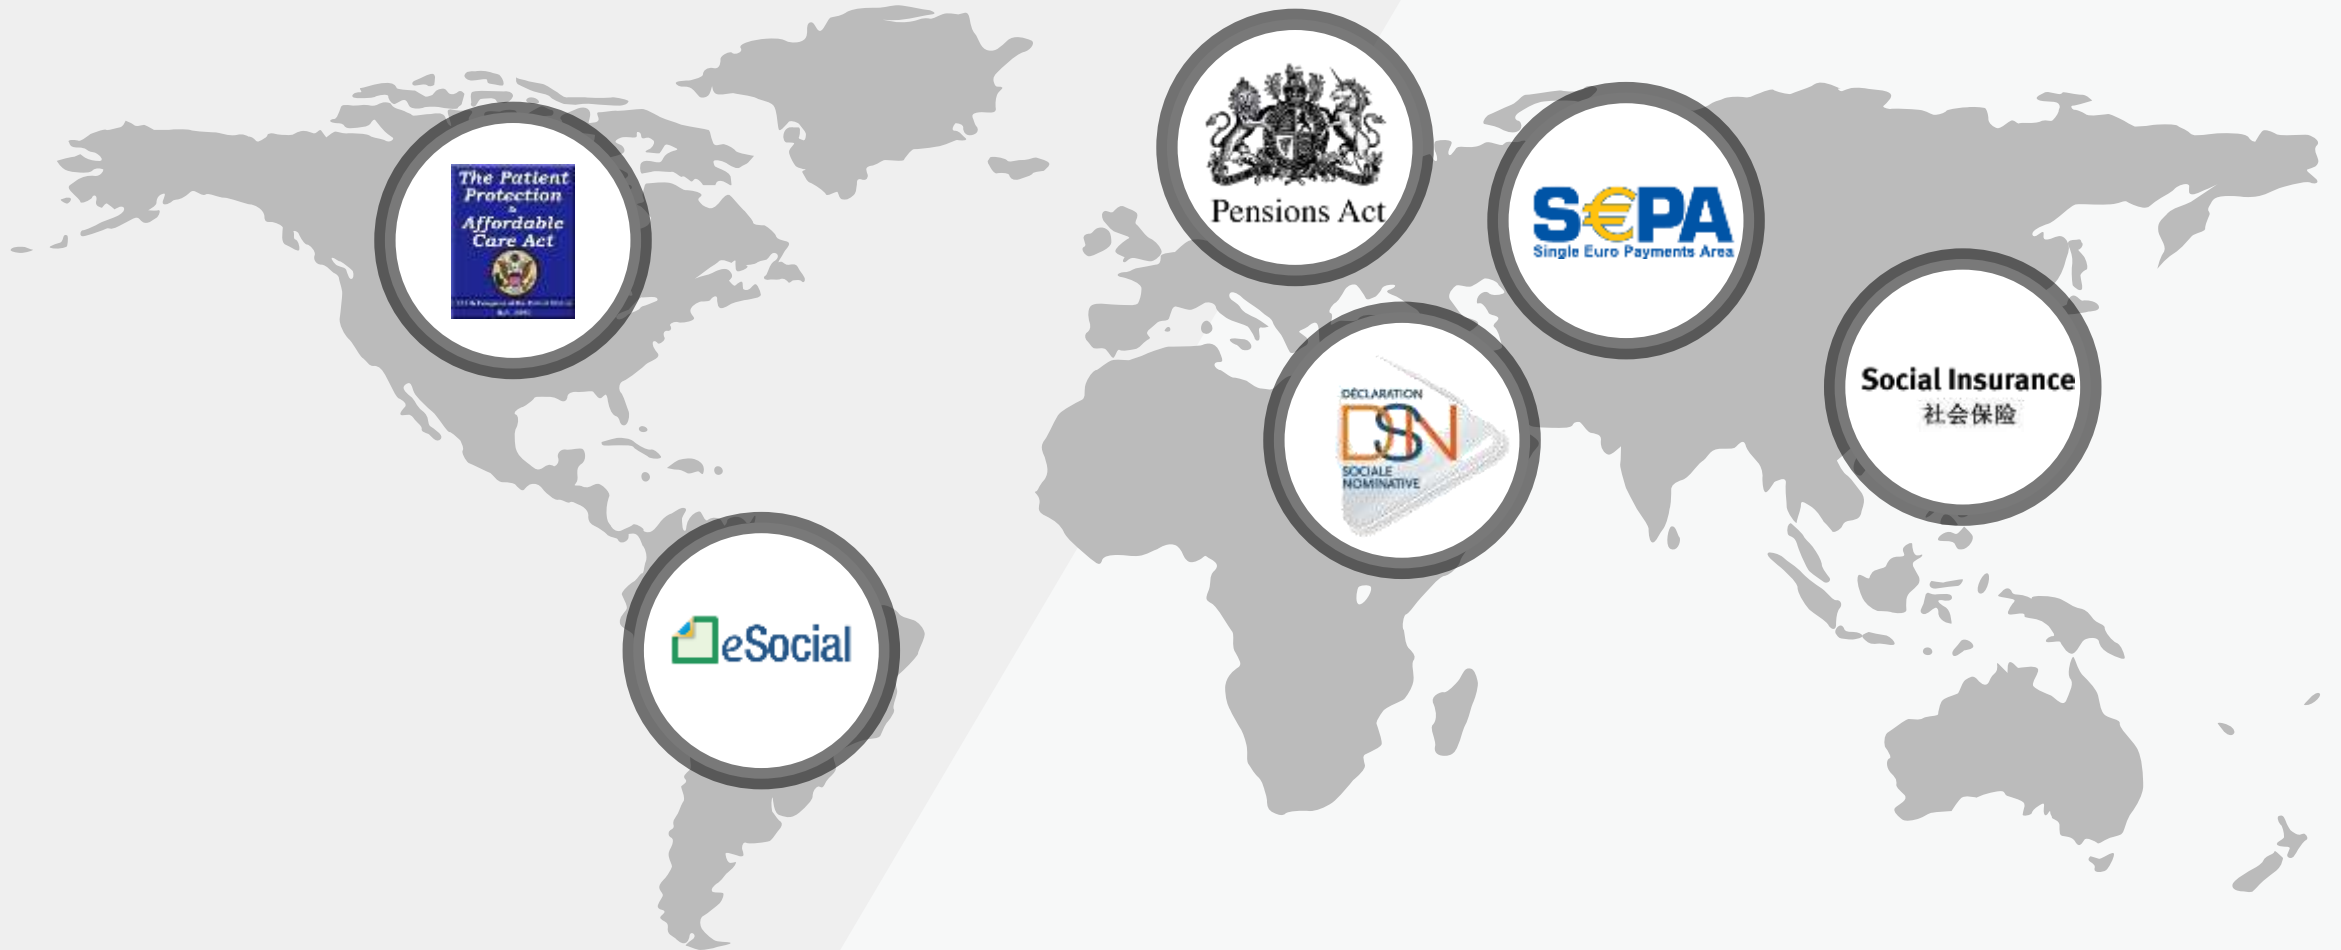 The Patient
Protection
&
Affordable
Care Act
Pensions Act
S€PA
Single Euro Payments Area
DÉCLARATION
DSN
SOCIALE
NOMINATIVE
Social Insurance
社会保险
eSocial